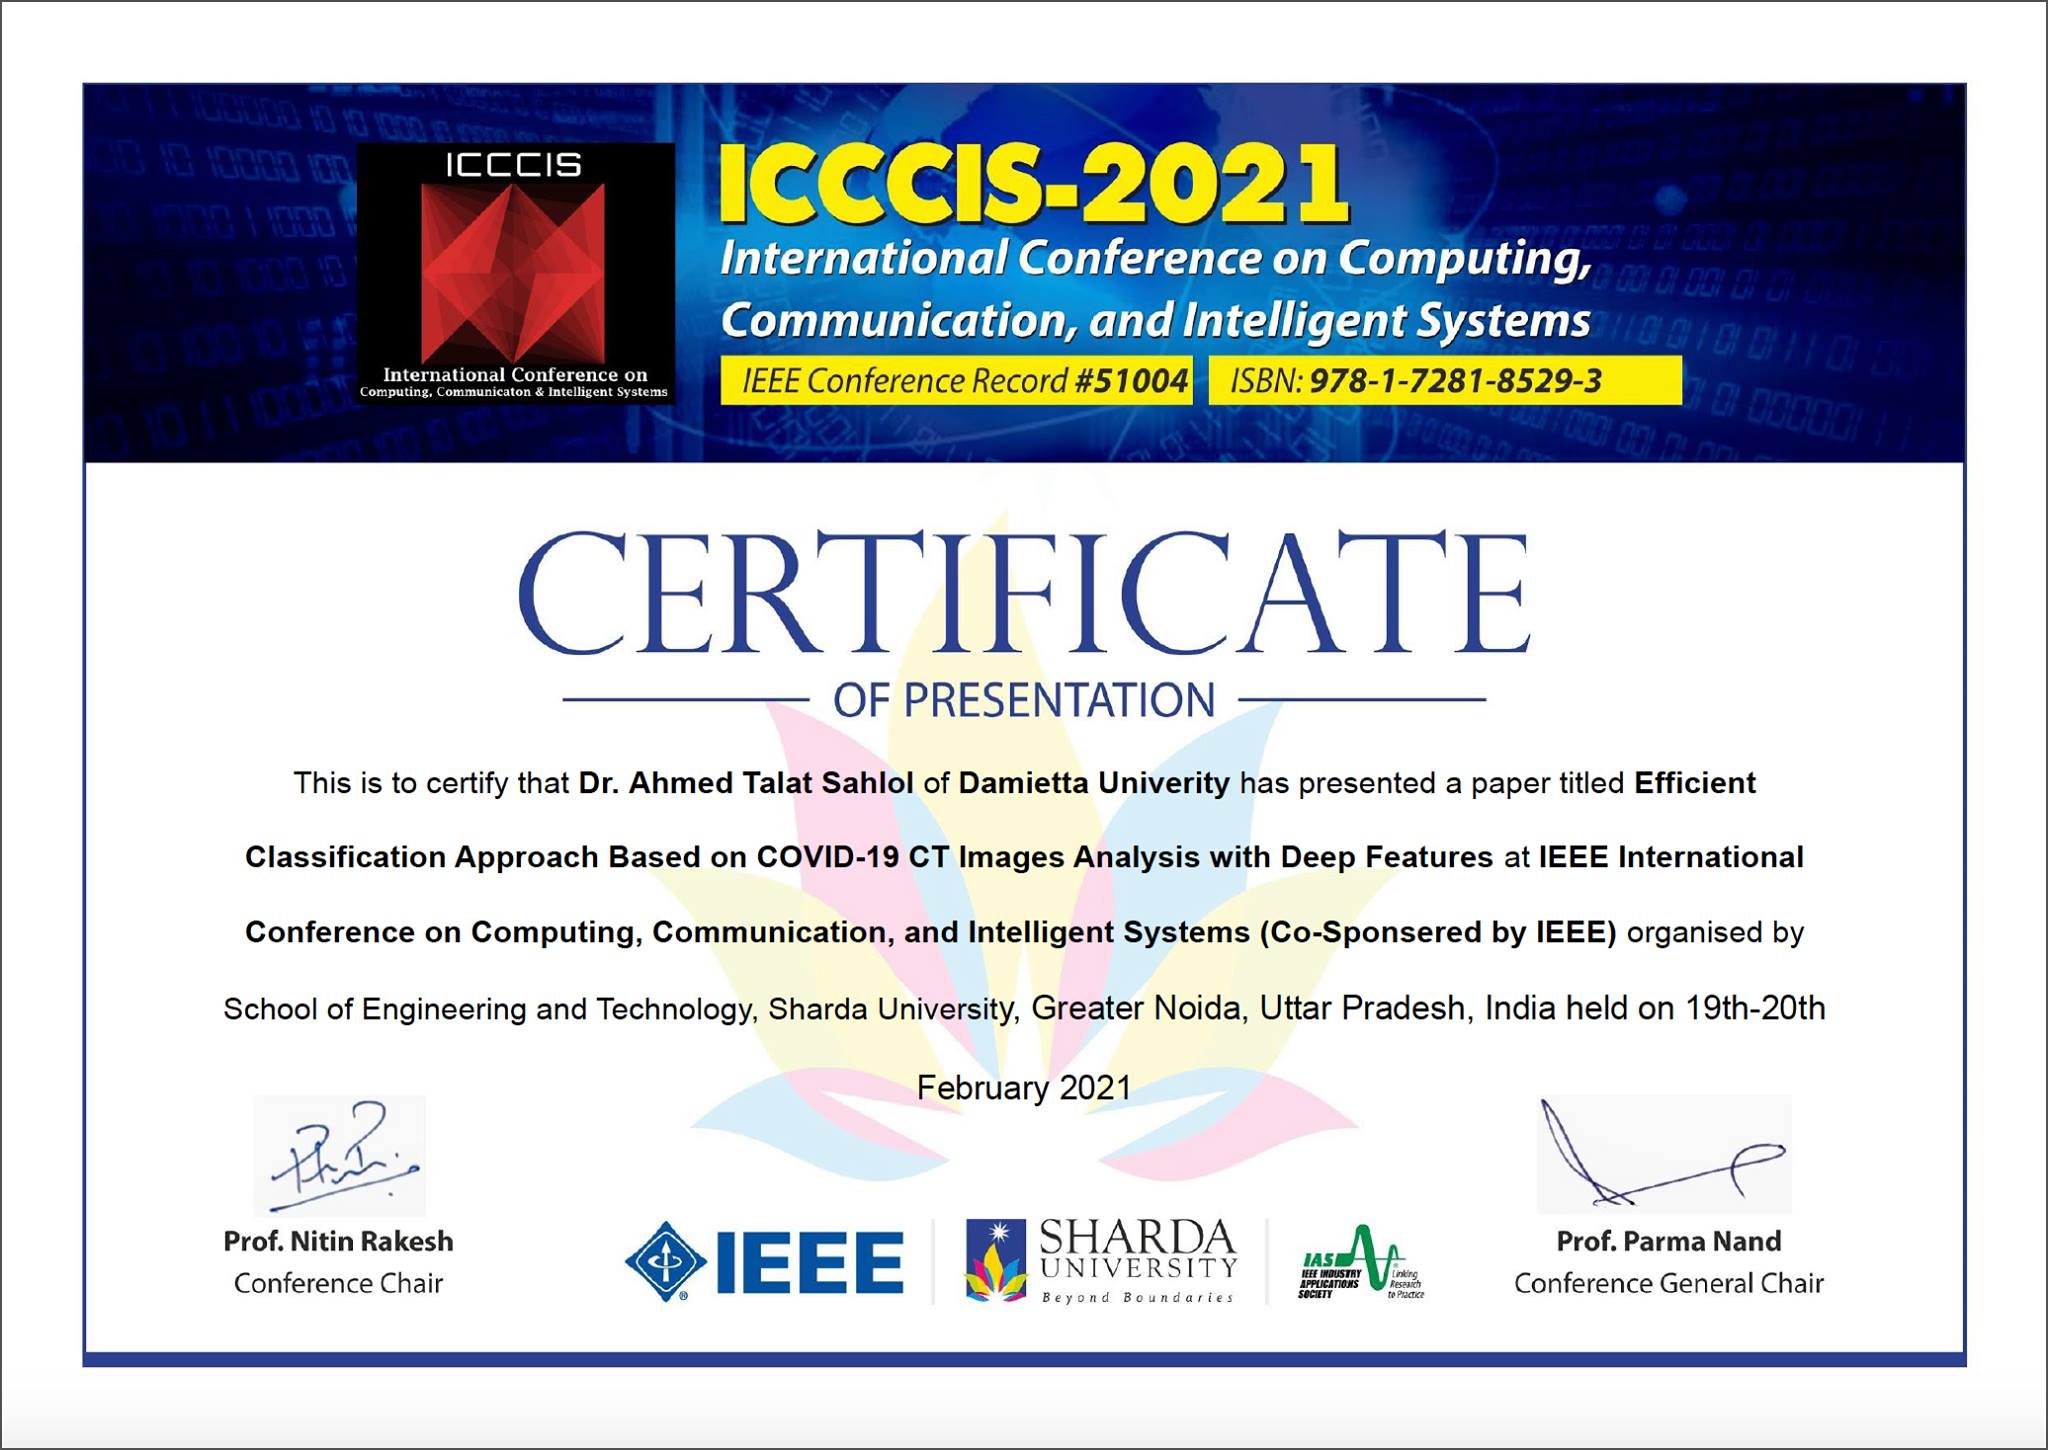 ICCCIS
International Conference on
Computing, Communicaton & Intelligent Systems
ICCCIS-2021
International Conference on Computing,
Communication, and Intelligent Systems
IEEE Conference Record #51004
ISBN: 978-1-7281-8529-3
CERTIFICATE
OF PRESENTATION
This is to certify that Dr. Ahmed Talat Sahlol of Damietta Univerity has presented a paper titled Efficient
Classification Approach Based on COVID-19 CT Images Analysis with Deep Features at IEEE International
Conference on Computing, Communication, and Intelligent Systems (Co-Sponsered by IEEE) organised by
School of Engineering and Technology, Sharda University, Greater Noida, Uttar Pradesh, India held on 19th-20th
February 2021
Prof. Nitin Rakesh
Conference Chair
IEEE
®
SHARDA
UNIVERSITY
Beyond Boundaries
IAS
IEEE INDUSTRY
APPLICATIONS
SOCIETY
®
Linking
Research
to Practice
Prof. Parma Nand
Conference General Chair